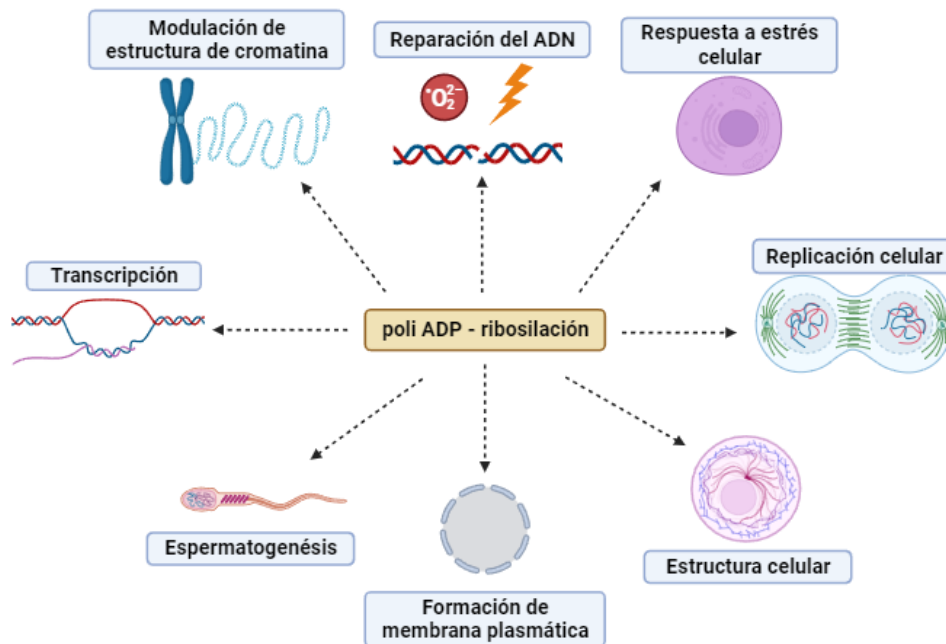 Modulación de
estructura de cromatina
Reparación del ADN
Respuesta a estrés
celular
•O₂²⁻
Transcripción
Replicación celular
poli ADP - ribosilación
Espermatogenésis
Estructura celular
Formación de
membrana plasmática